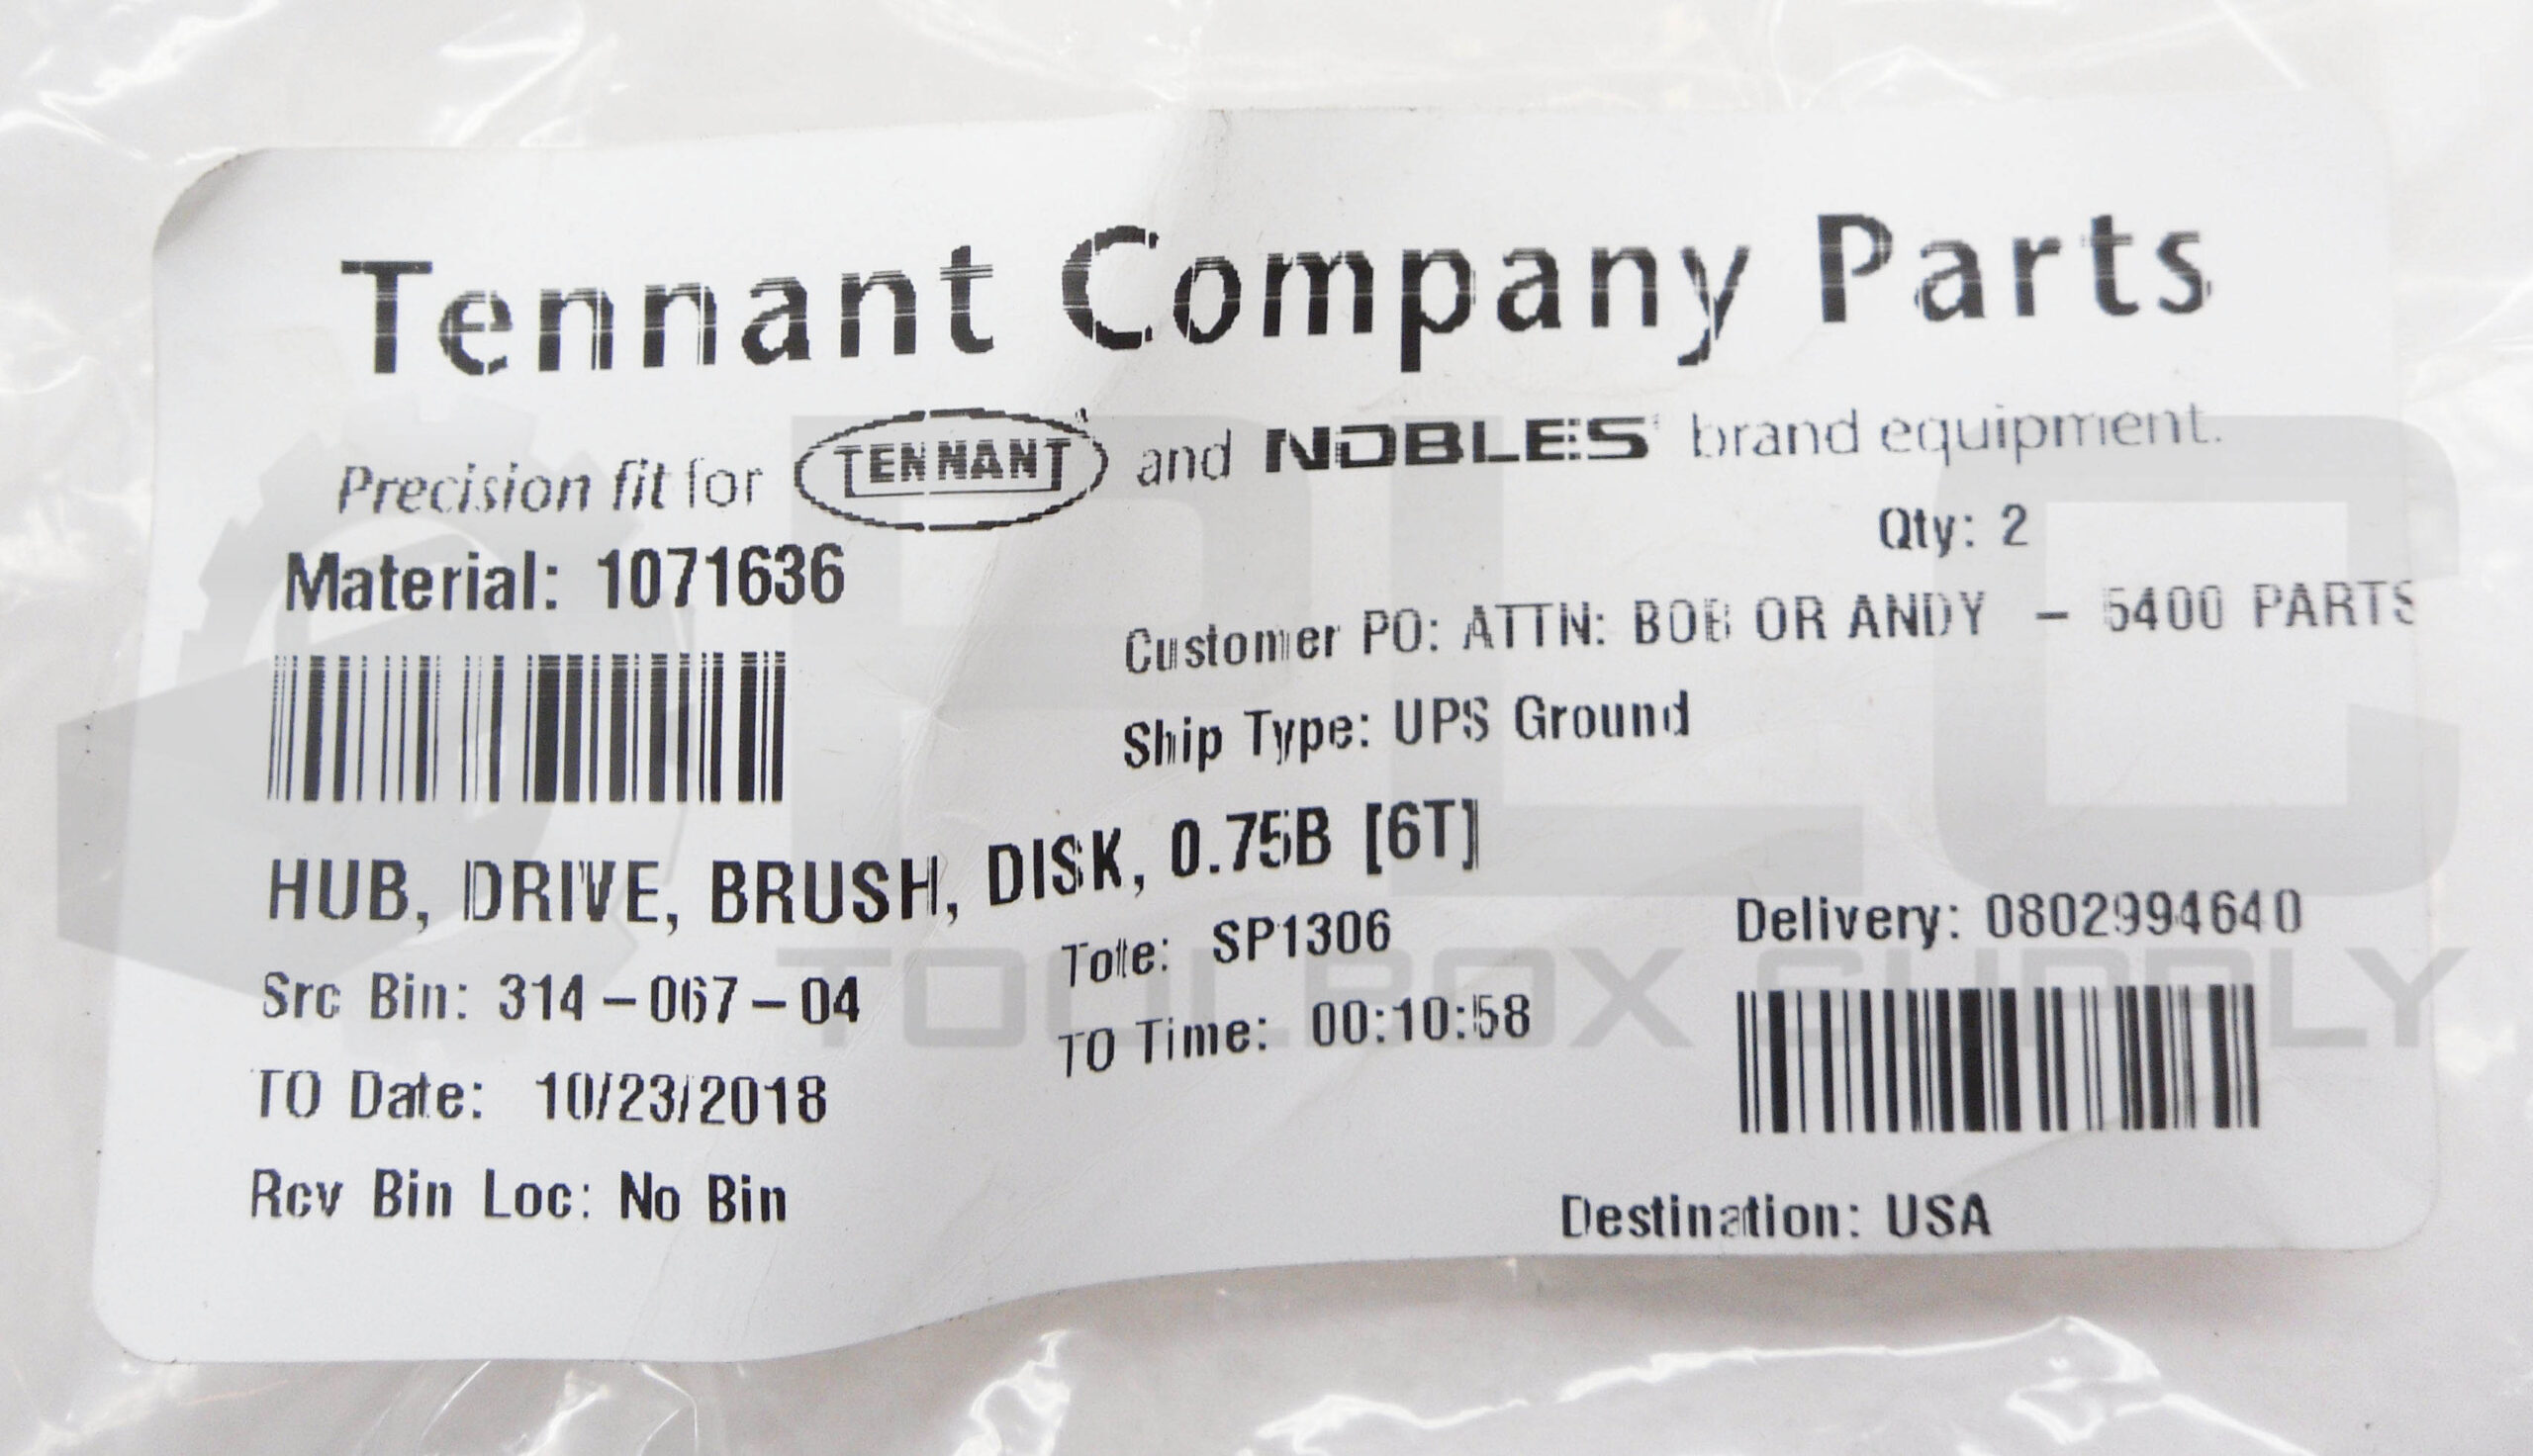 Tennant Company Parts
Precision fit for TENNANT and NOBLES brand equipment.
Qty: 2
Material: 1071636
Customer PO: ATTN: BOB OR ANDY - 5400 PARTS
Ship Type: UPS Ground
HUB, DRIVE, BRUSH, DISK, 0.75B [6T]
Delivery: 0802994640
Tote: SP1306
Src Bin: 314-067-04
TO Time: 00:10:58
TO Date: 10/23/2018
Rcv Bin Loc: No Bin
Destination: USA
PLC
TOOLBOX SUPPLY